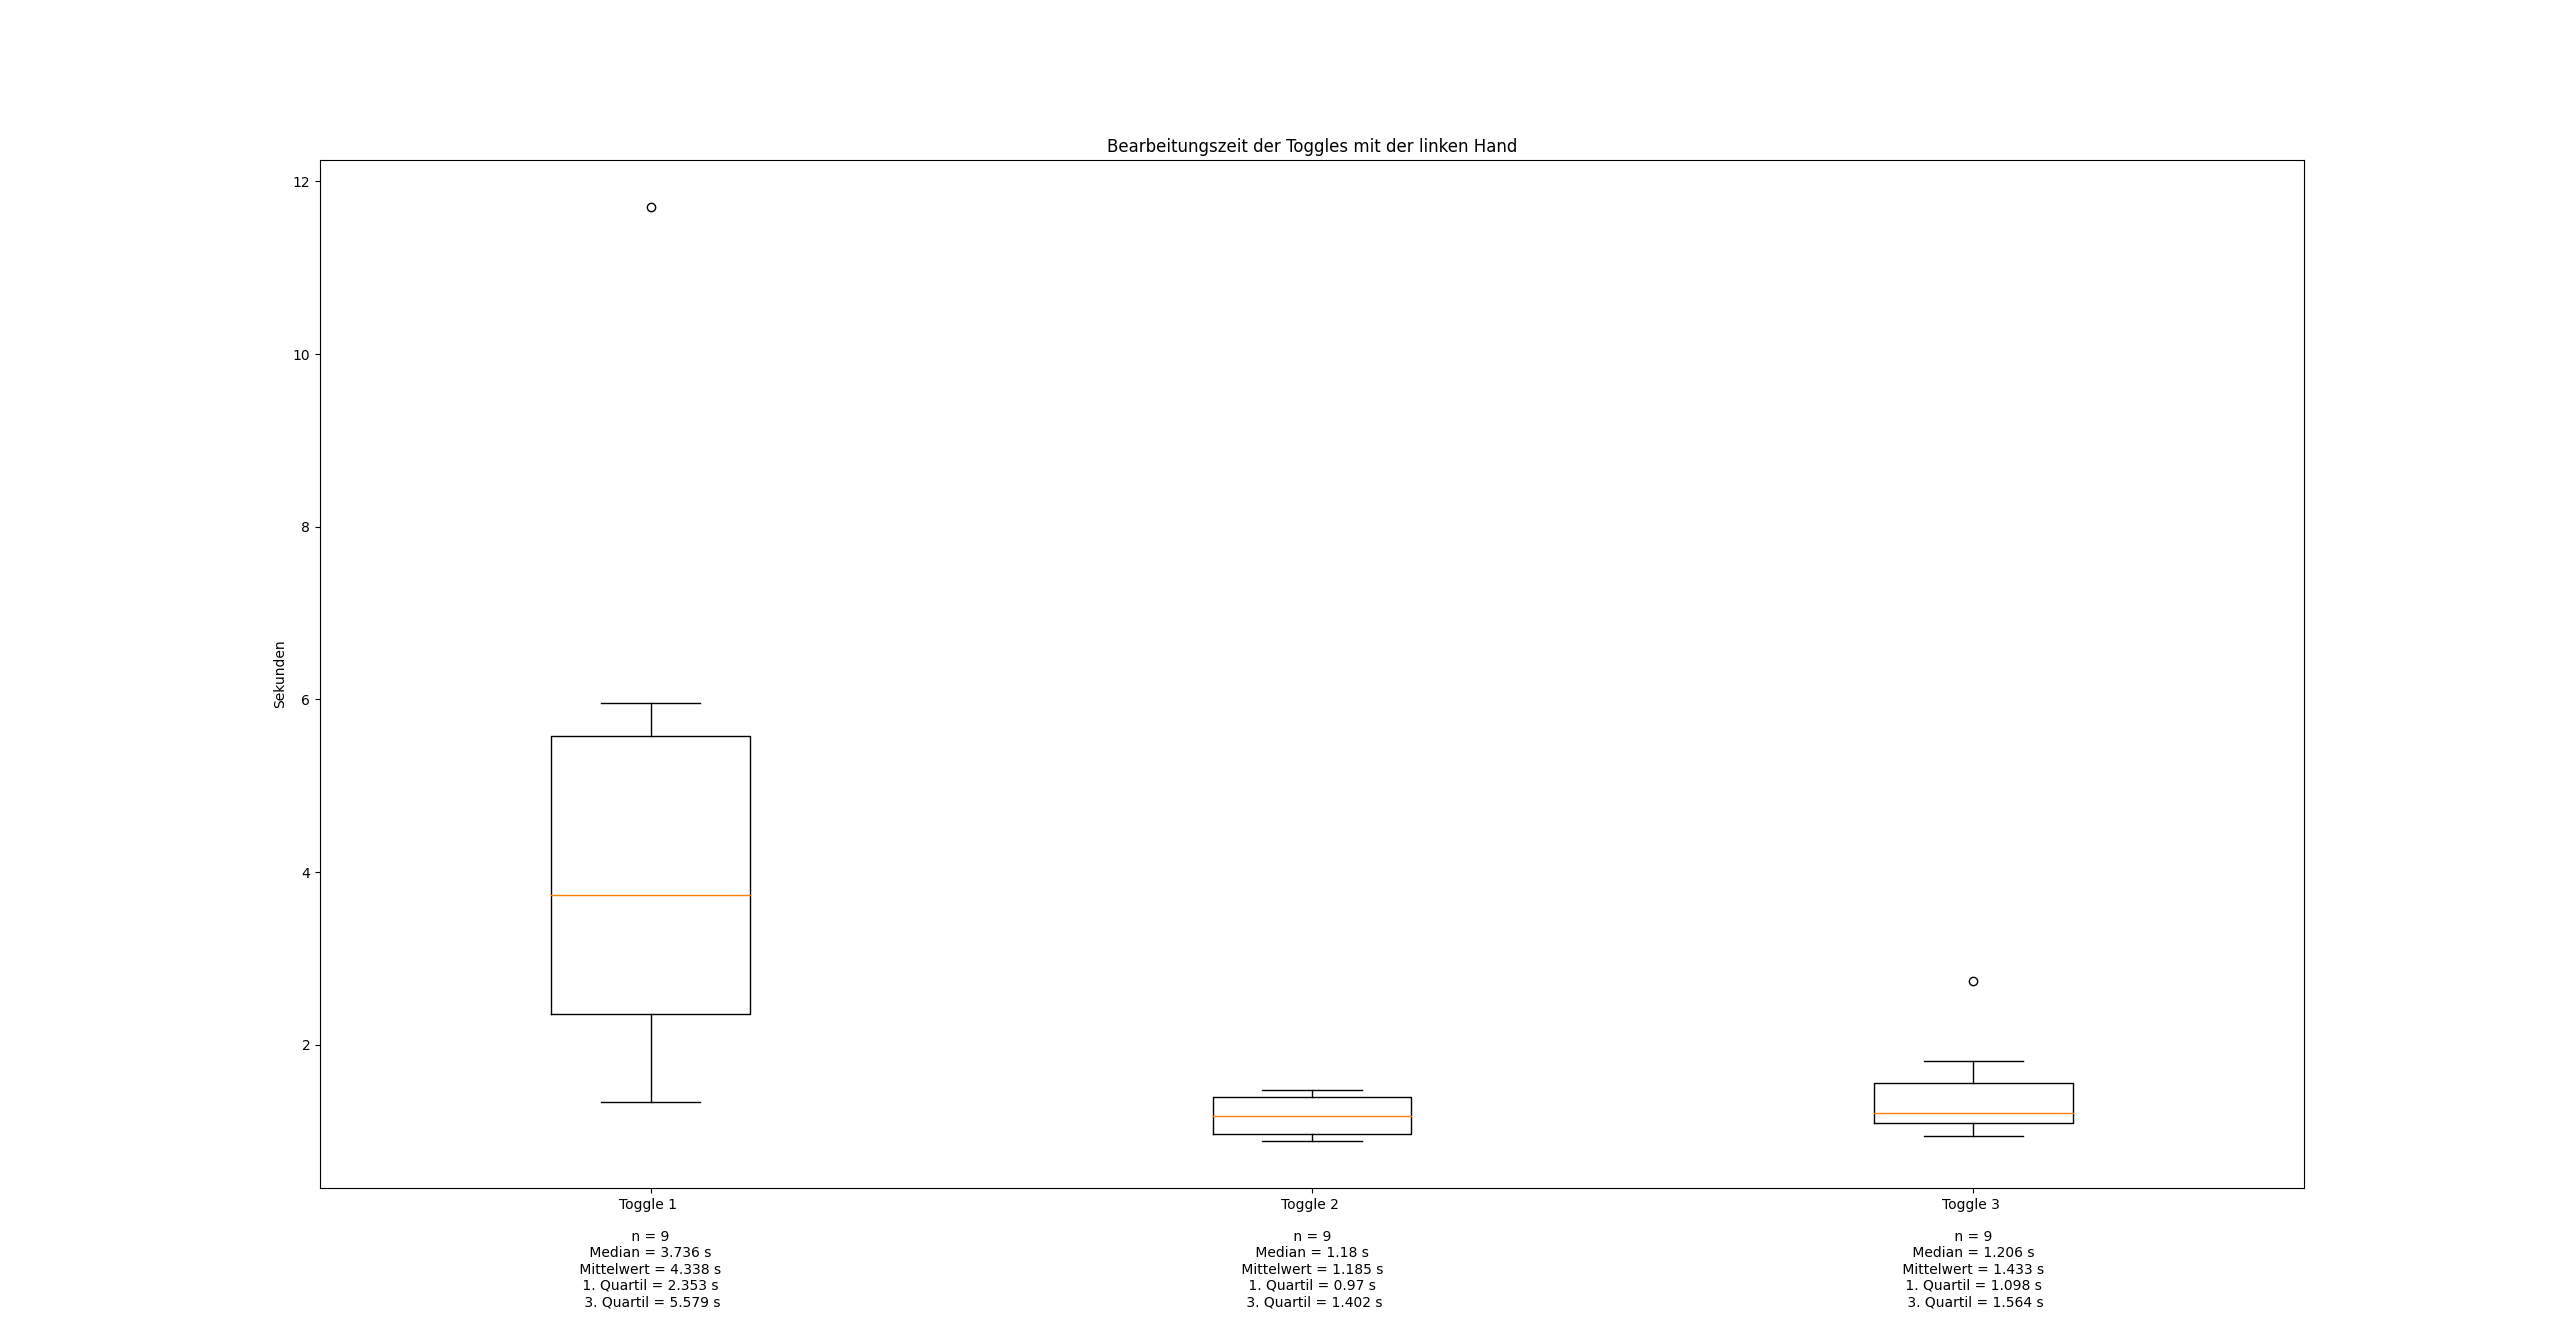 Bearbeitungszeit der Toggles mit der linken Hand
12
10
8
6
4
2
Sekunden
Toggle 1
n = 9
Median = 3.736 s
Mittelwert = 4.338 s
1. Quartil = 2.353 s
3. Quartil = 5.579 s
Toggle 2
n = 9
Median = 1.18 s
Mittelwert = 1.185 s
1. Quartil = 0.97 s
3. Quartil = 1.402 s
Toggle 3
n = 9
Median = 1.206 s
Mittelwert = 1.433 s
1. Quartil = 1.098 s
3. Quartil = 1.564 s